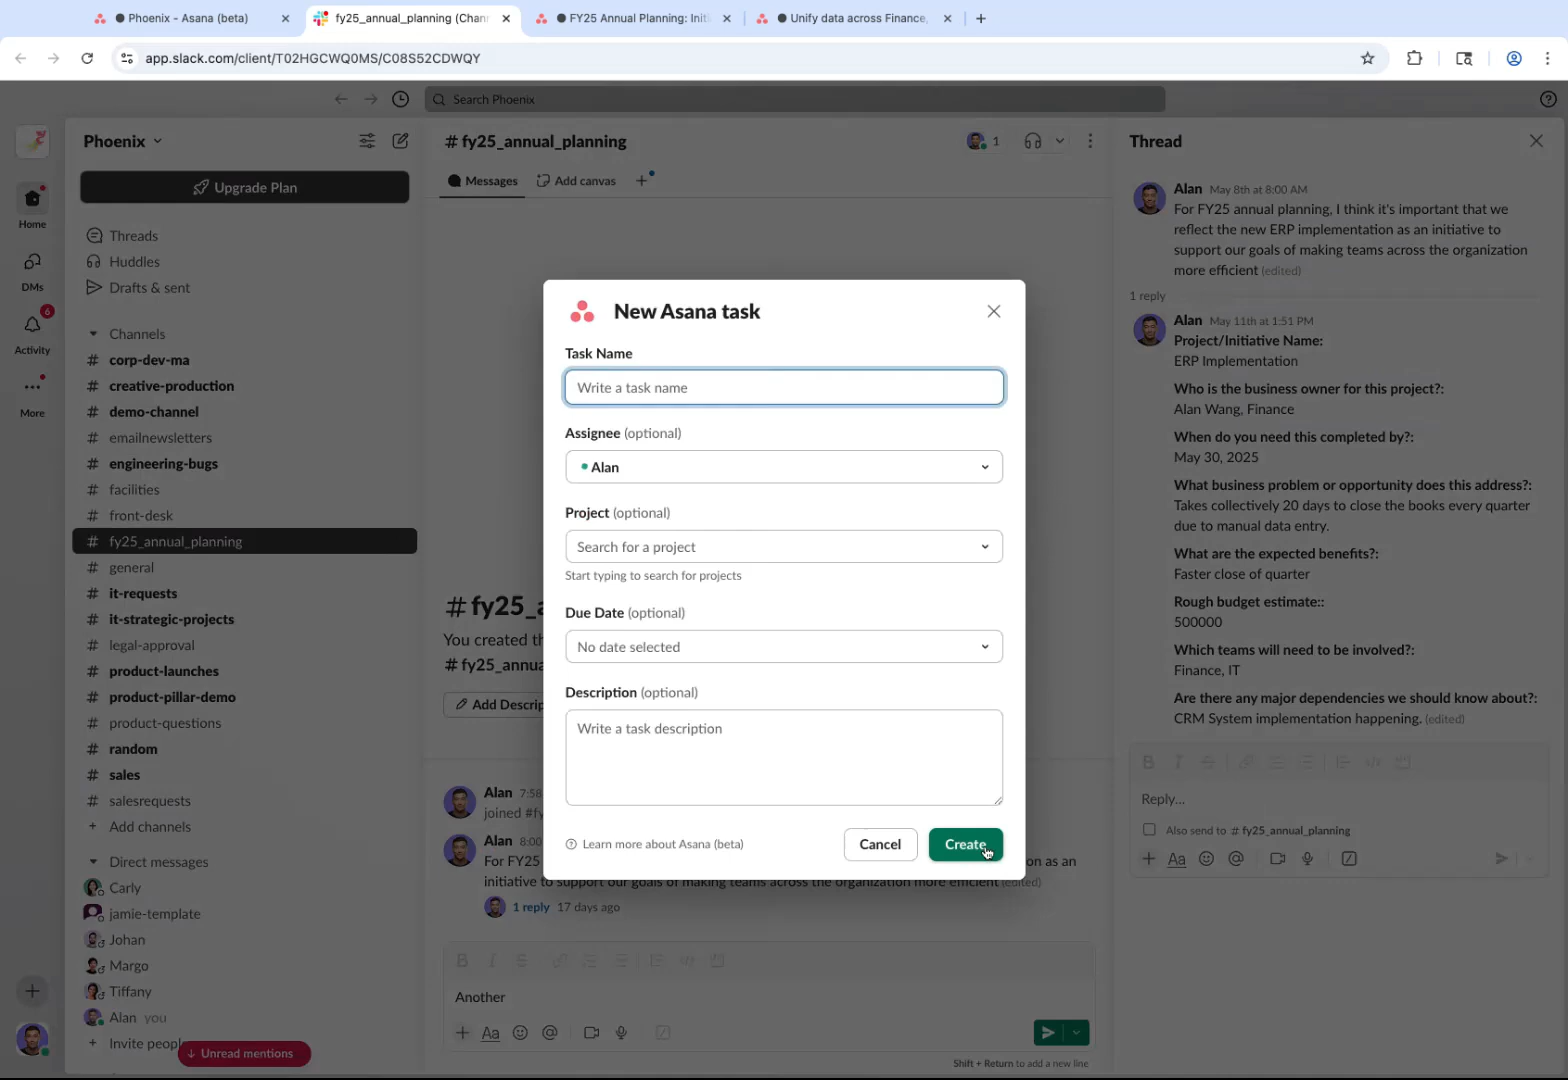 Phoenix - Asana (beta)
fy25_annual_planning (Chann
FY25 Annual Planning: Initi
Unify data across Finance,
app.slack.com/client/T02HGCWQ0MS/C08S52CDWQY
Search Phoenix
Home
DMs
6
Activity
More
Phoenix
Upgrade Plan
Threads
Huddles
Drafts & sent
Channels
# corp-dev-ma
# creative-production
# demo-channel
# emailnewsletters
# engineering-bugs
# facilities
# front-desk
# fy25_annual_planning
# general
# it-requests
# it-strategic-projects
# legal-approval
# product-launches
# product-pillar-demo
# product-questions
# random
# sales
# salesrequests
+ Add channels
Direct messages
Carly
jamie-template
Johan
Margo
Tiffany
Alan you
+ Invite peopl
Unread mentions
# fy25_annual_planning
1
Messages
Add canvas
# fy25_a
You created th
# fy25_annua
Add Descrip
Alan 7:58
joined #fy
Alan 8:00
For FY25
on as an
initiative to support our goals of making teams across the organization more efficient (edited)
1 reply 17 days ago
Another
Aa
Shift + Return to add a new line
New Asana task
Task Name
Write a task name
Assignee (optional)
Alan
Project (optional)
Search for a project
Start typing to search for projects
Due Date (optional)
No date selected
Description (optional)
Write a task description
Learn more about Asana (beta)
Cancel
Create
Thread
Alan May 8th at 8:00 AM
For FY25 annual planning, I think it's important that we
reflect the new ERP implementation as an initiative to
support our goals of making teams across the organization
more efficient (edited)
1 reply
Alan May 11th at 1:51 PM
Project/Initiative Name:
ERP Implementation
Who is the business owner for this project?:
Alan Wang, Finance
When do you need this completed by?:
May 30, 2025
What business problem or opportunity does this address?:
Takes collectively 20 days to close the books every quarter
due to manual data entry.
What are the expected benefits?:
Faster close of quarter
Rough budget estimate::
500000
Which teams will need to be involved?:
Finance, IT
Are there any major dependencies we should know about?:
CRM System implementation happening. (edited)
Reply...
Also send to # fy25_annual_planning
Aa